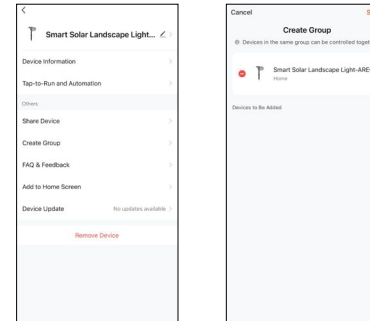 Smart Solar Landscape Light...
Device Information
Tap-to-Run and Automation
Others
Share Device
Create Group
FAQ & Feedback
Add to Home Screen
Device Update No updates available
Remove Device
Cancel S
Create Group
Devices in the same group can be controlled toget
Smart Solar Landscape Light-ARE
Home
Devices to Be Added